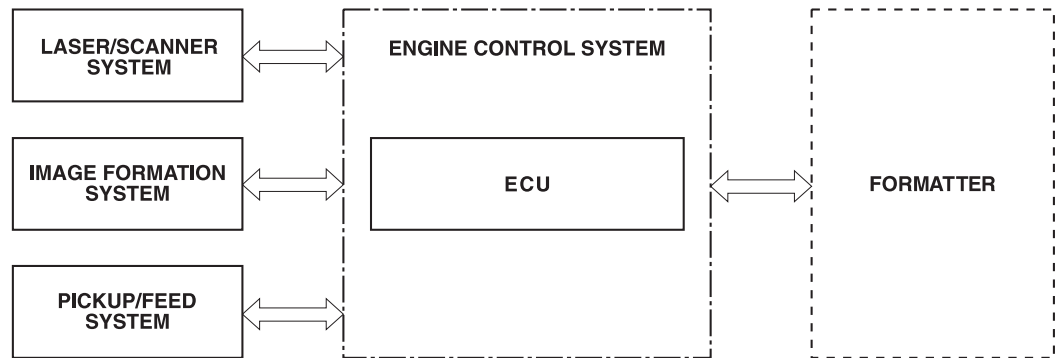 LASER/SCANNER
SYSTEM
ENGINE CONTROL SYSTEM
IMAGE FORMATION
SYSTEM
ECU
FORMATTER
PICKUP/FEED
SYSTEM